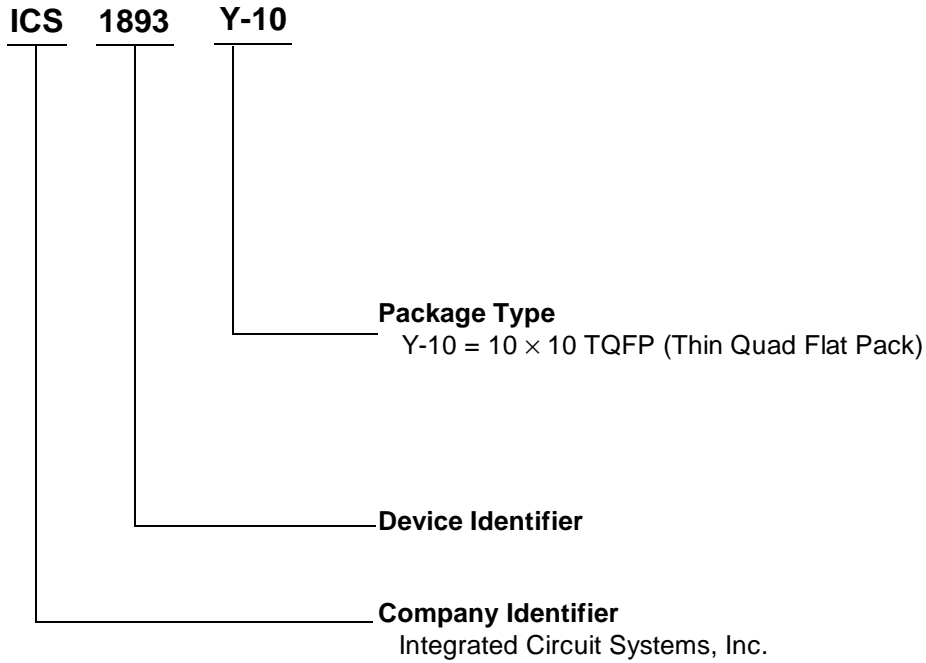 ICS 1893 Y-10
Package Type
Y-10 = 10 × 10 TQFP (Thin Quad Flat Pack)
Device Identifier
Company Identifier
Integrated Circuit Systems, Inc.